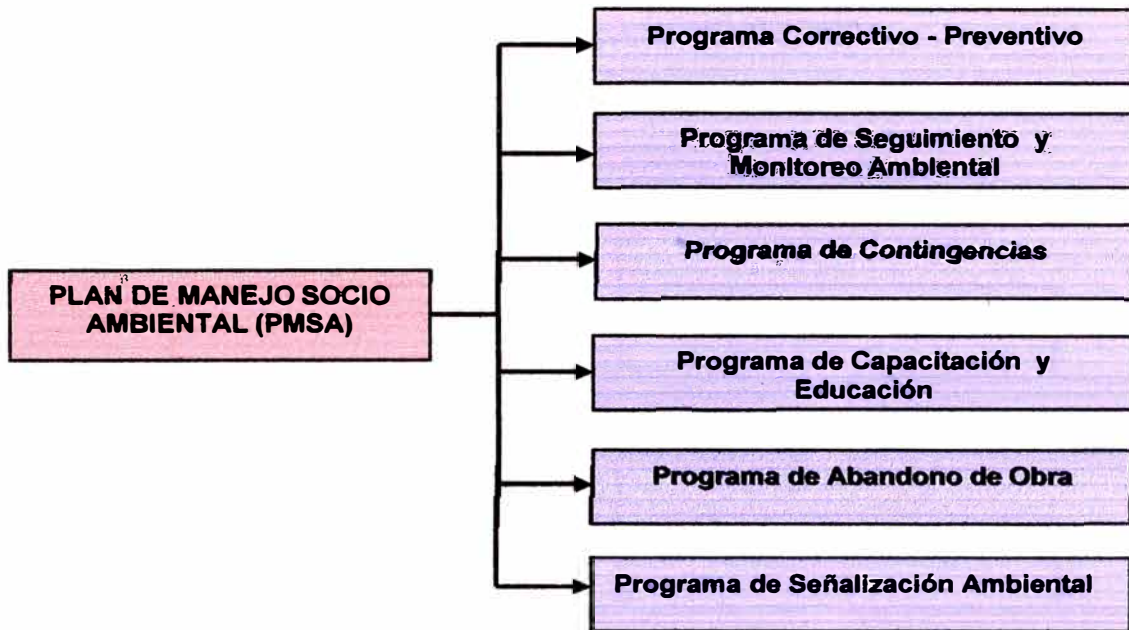 Programa Correctivo - Preventivo
Programa de Seguimiento y
Monitoreo Ambiental
Programa de Contingencias
PLAN DE MANEJO SOCIO
AMBIENTAL (PMSA)
Programa de Capacitación y
Educación
Programa de Abandono de Obra
Programa de Señalización Ambiental